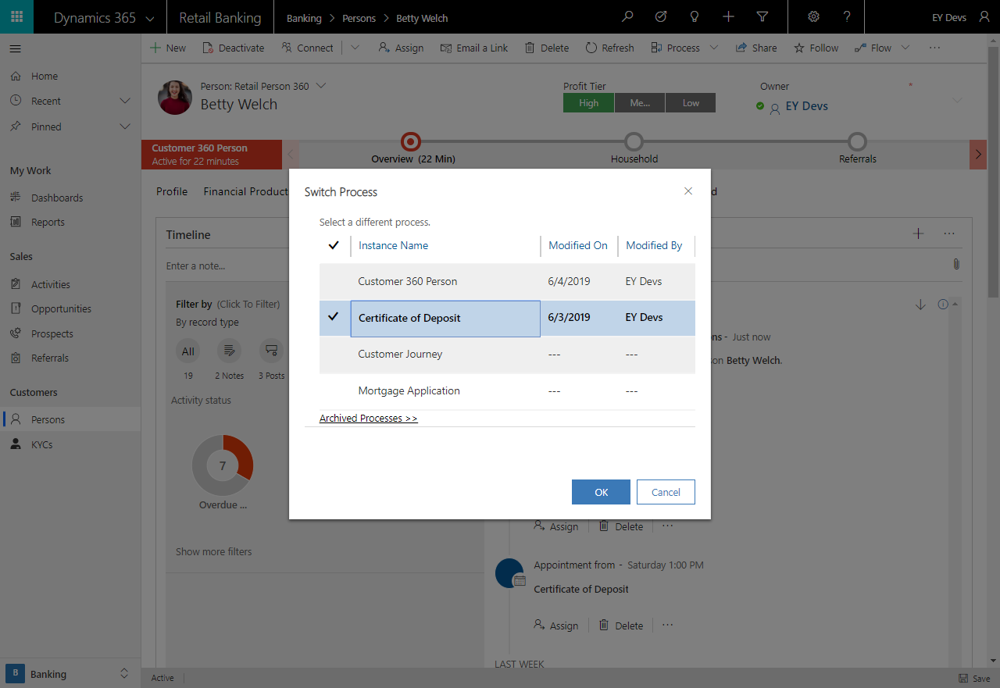 Dynamics 365 Retail Banking Banking > Persons > Betty Welch EY Devs
New Deactivate Connect Assign Email a Link Delete Refresh Process Share Follow Flow ...
Home
Recent
Pinned
My Work
Dashboards
Reports
Sales
Activities
Opportunities
Prospects
Referrals
Customers
Persons
KYCs
B Banking
Person: Retail Person 360
Betty Welch
Profit Tier
High Me... Low
Owner *
EY Devs
Customer 360 Person
Active for 22 minutes
Overview (22 Min) Household Referrals
Profile Financial Product
Timeline
Enter a note...
Filter by (Click To Filter)
By record type
All
19 2 Notes 3 Posts
Activity status
7
Overdue ...
Show more filters
Switch Process
Select a different process.
Instance Name Modified On Modified By
Customer 360 Person 6/4/2019 EY Devs
Certificate of Deposit 6/3/2019 EY Devs
Customer Journey --- ---
Mortgage Application --- ---
Archived Processes >>
OK Cancel
- Just now
Betty Welch.
Assign Delete ...
Appointment from - Saturday 1:00 PM
Certificate of Deposit
Assign Delete ...
LAST WEEK
Active Save